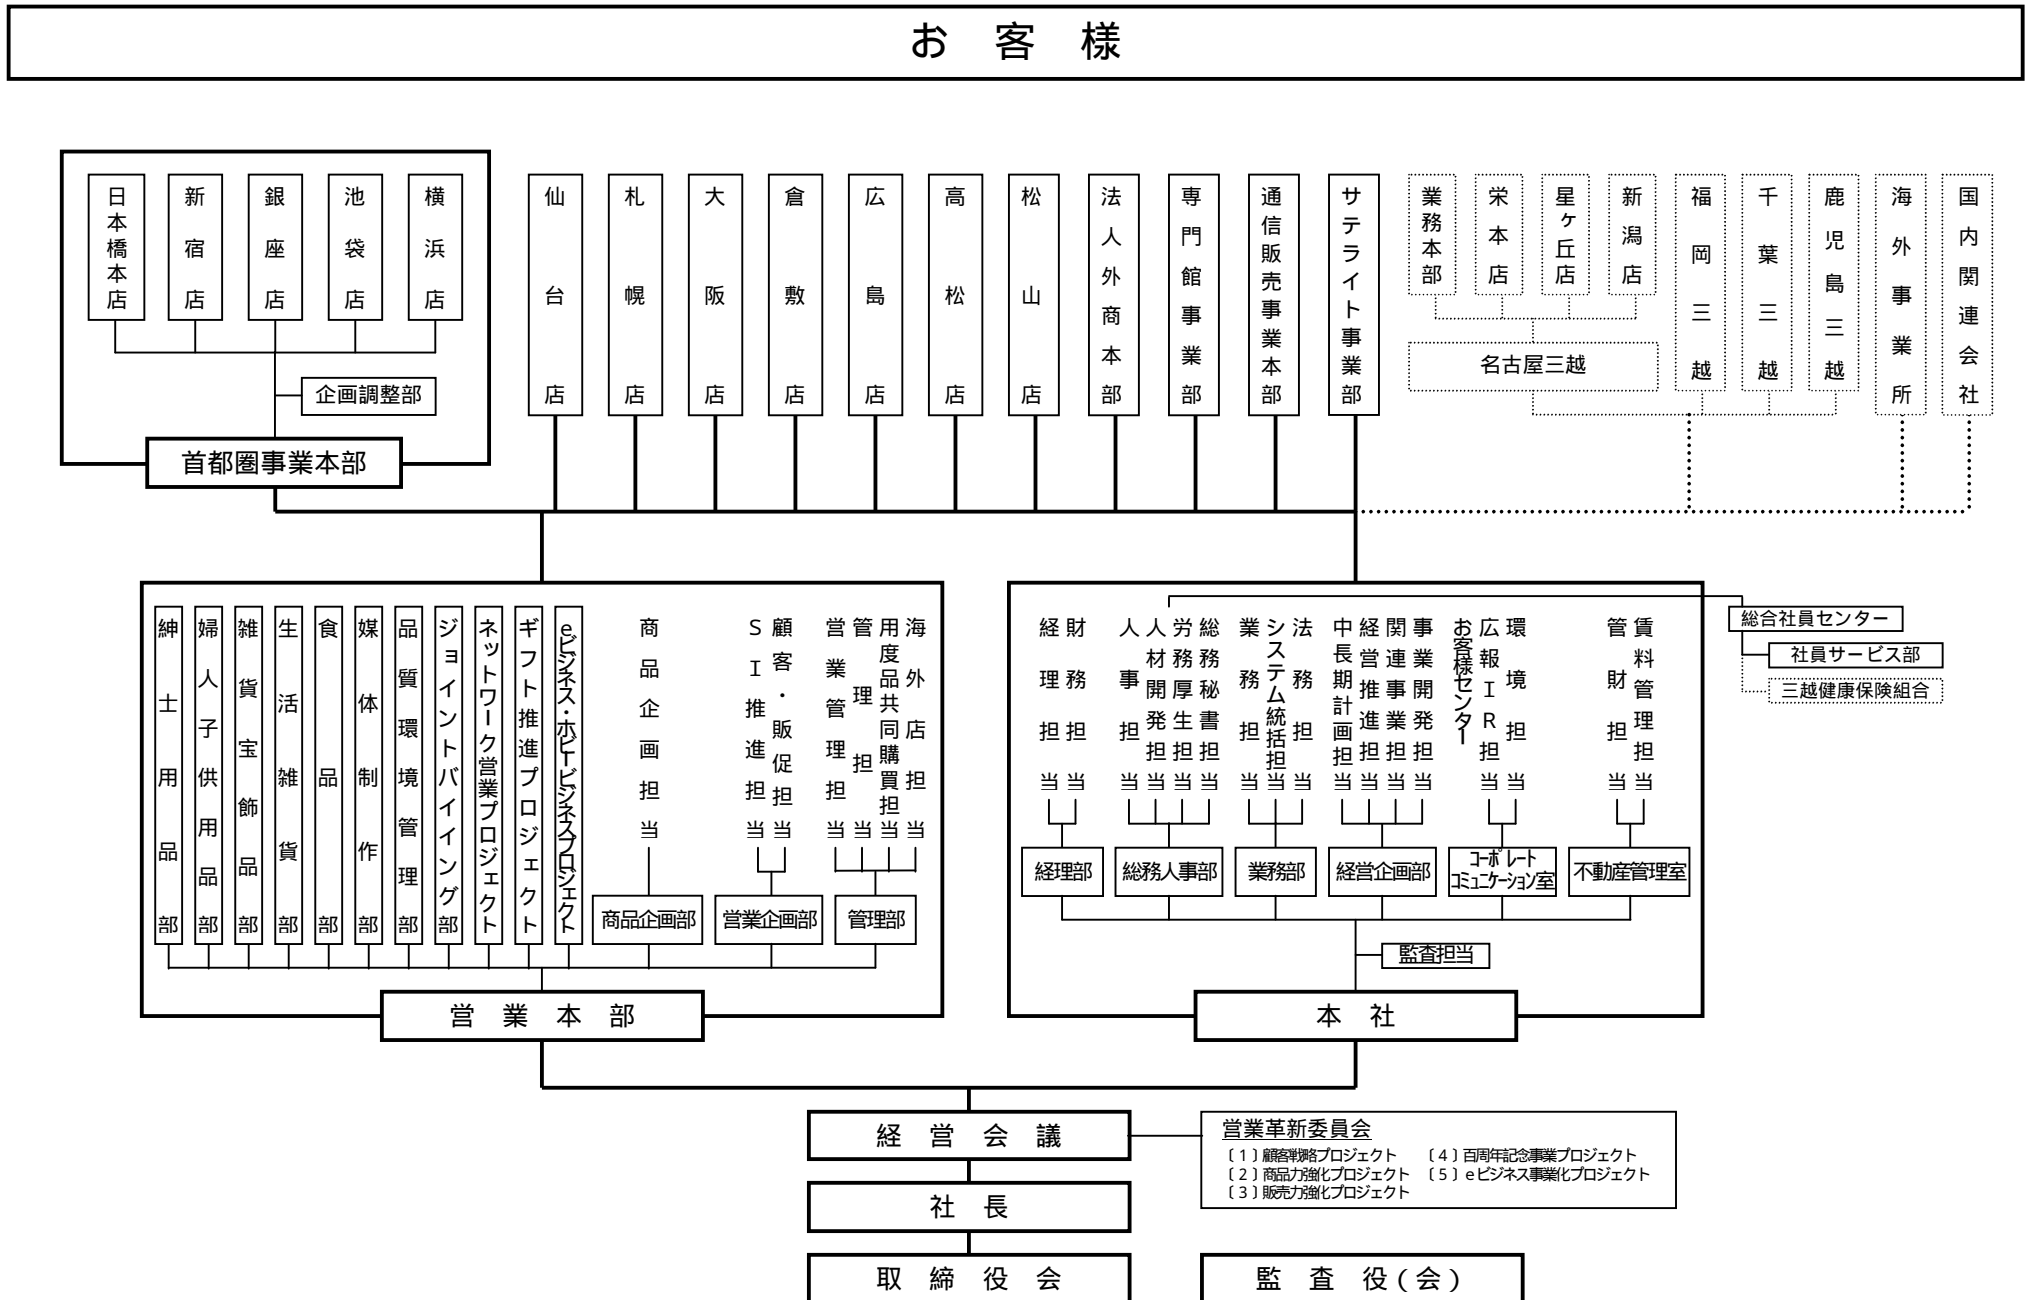 お客様
日本橋本店
新宿店
銀座店
池袋店
横浜店
企画調整部
首都圏事業本部
仙台店
札幌店
大阪店
倉敷店
広島店
高松店
松山店
法人外商本部
専門館事業部
通信販売事業本部
サテライト事業部
業務本部
栄本店
星ヶ丘店
新潟店
名古屋三越
福岡三越
千葉三越
鹿児島三越
海外事業所
国内関連会社
紳士用品部
婦人子供用品部
雑貨宝飾品部
生活雑貨部
食品部
媒体制作部
品質環境管理部
ジョイントバイイング部
ネットワーク営業プロジェクト
ギフト推進プロジェクト
eビジネス・ホビービジネスプロジェクト
商品企画担当
SI推進担当
顧客・販促担当
営業管理担当
管理担当
用度品共同購買担当
海外店担当
商品企画部
営業企画部
管理部
営業本部
経理担当
財務担当
人事担当
人材開発担当
労務厚生担当
総務秘書担当
業務担当
システム統括担当
法務担当
中長期計画担当
経営推進担当
関連事業担当
事業開発担当
お客様センター
広報IR担当
環境担当
管財担当
賃料管理担当
経理部
総務人事部
業務部
経営企画部
コーポレート
コミュニケーション室
不動産管理室
監査担当
本社
総合社員センター
社員サービス部
三越健康保険組合
経営会議
営業革新委員会
〔1〕顧客戦略プロジェクト 〔4〕百周年記念事業プロジェクト
〔2〕商品力強化プロジェクト 〔5〕eビジネス事業化プロジェクト
〔3〕販売力強化プロジェクト
社長
取締役会
監査役(会)